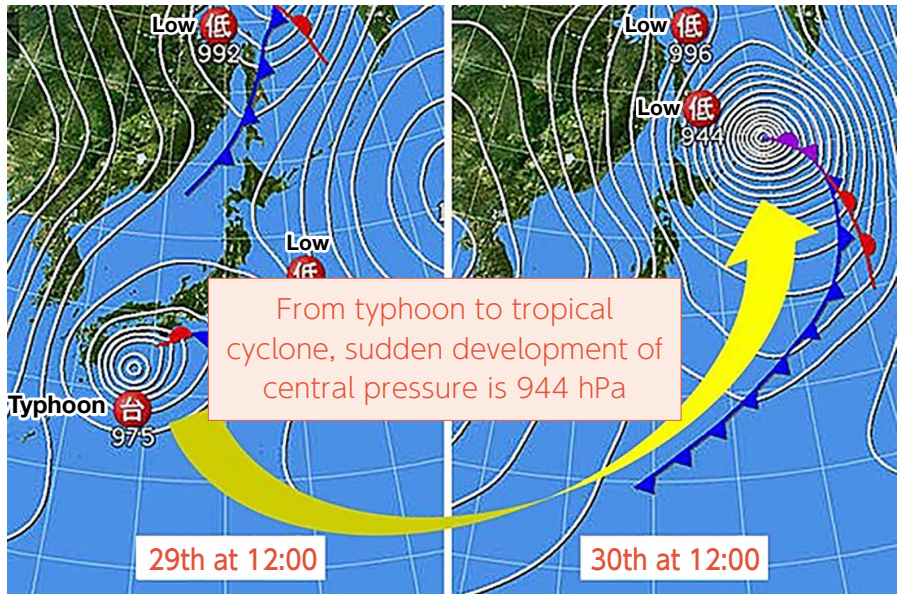 Low 低
992
Low
低
Typhoon 台
975
29th at 12:00
From typhoon to tropical
cyclone, sudden development of
central pressure is 944 hPa
Low 低
996
Low 低
944
30th at 12:00